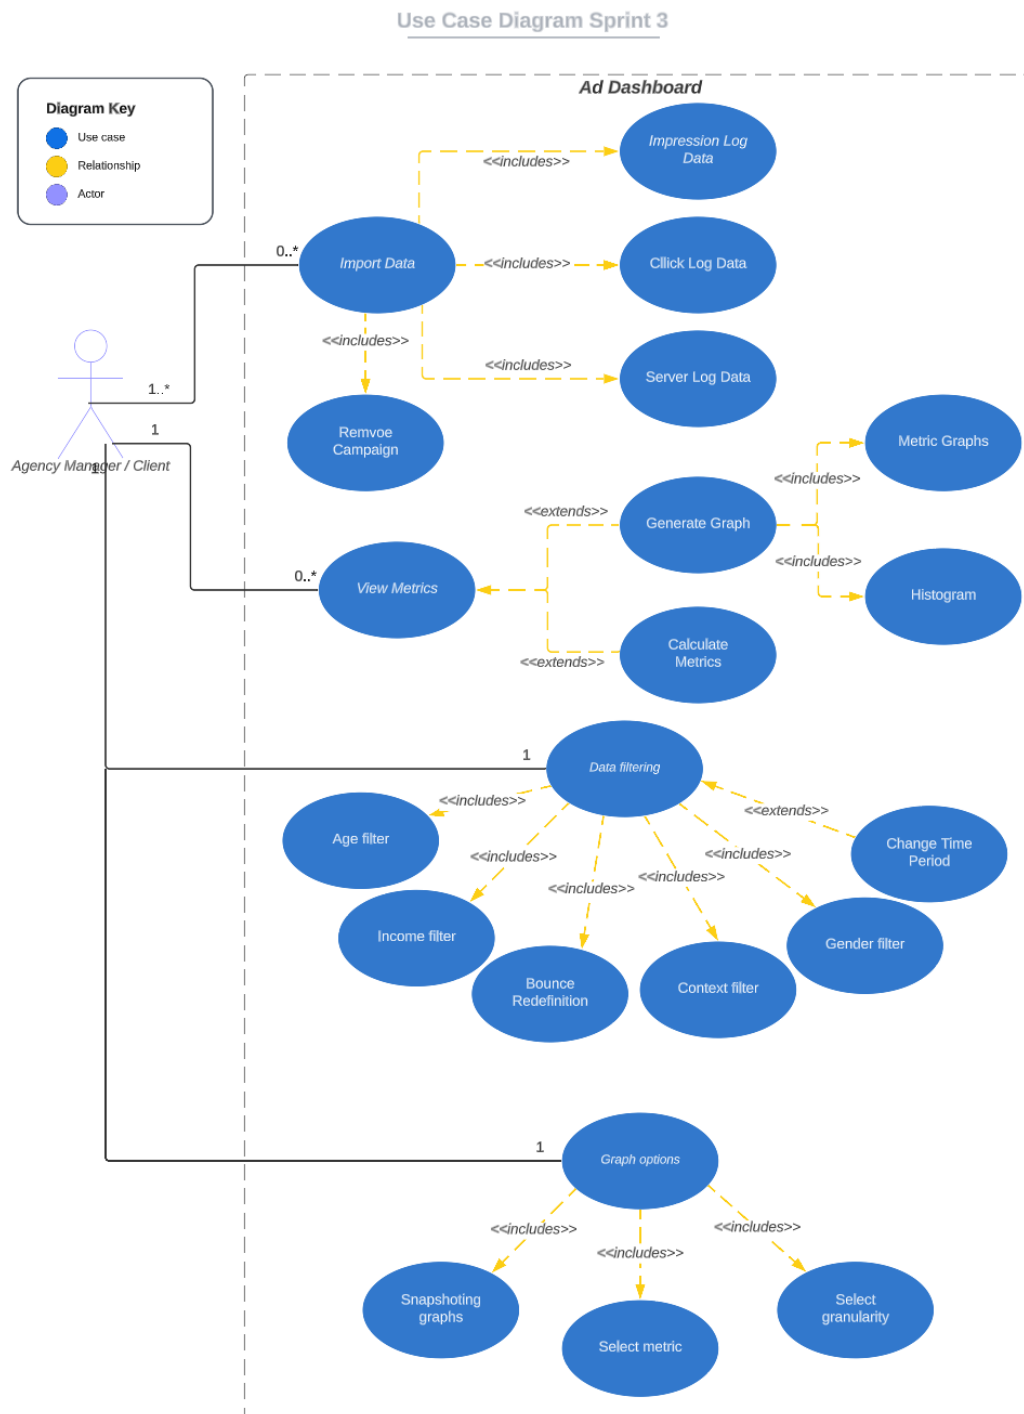 Use Case Diagram Sprint 3
Ad Dashboard
Diagram Key
Use case
Relationship
Actor
Impression Log
Data
<<includes>>
0..*
Import Data
<<includes>>
Cllick Log Data
<<includes>>
<<includes>>
Server Log Data
1..*
Remvoe
Campaign
1
Agency Manager / Client
1
Metric Graphs
<<includes>>
<<extends>>
Generate Graph
<<includes>>
0..*
View Metrics
Histogram
Calculate
Metrics
<<extends>>
1
Data filtering
<<includes>>
<<extends>>
Age filter
Change Time
Period
<<includes>>
<<includes>>
<<includes>>
<<includes>>
Income filter
Gender filter
Bounce
Redefinition
Context filter
1
Graph options
<<includes>>
<<includes>>
<<includes>>
Snapshoting
graphs
Select
granularity
Select metric